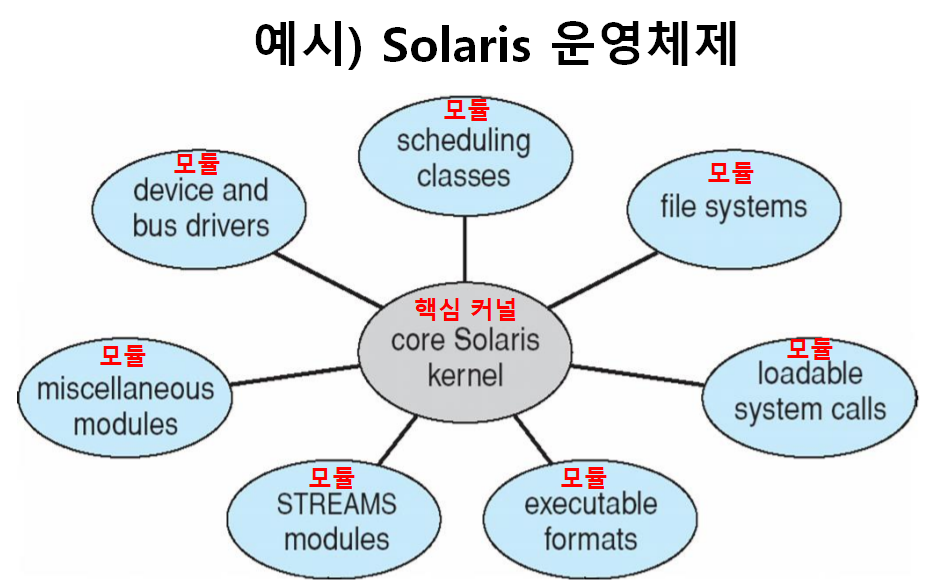 예시) Solaris 운영체제
모듈
scheduling
classes
모듈
device and
bus drivers
모듈
file systems
핵심 커널
core Solaris
kernel
모듈
miscellaneous
modules
모듈
loadable
system calls
모듈
STREAMS
modules
모듈
executable
formats